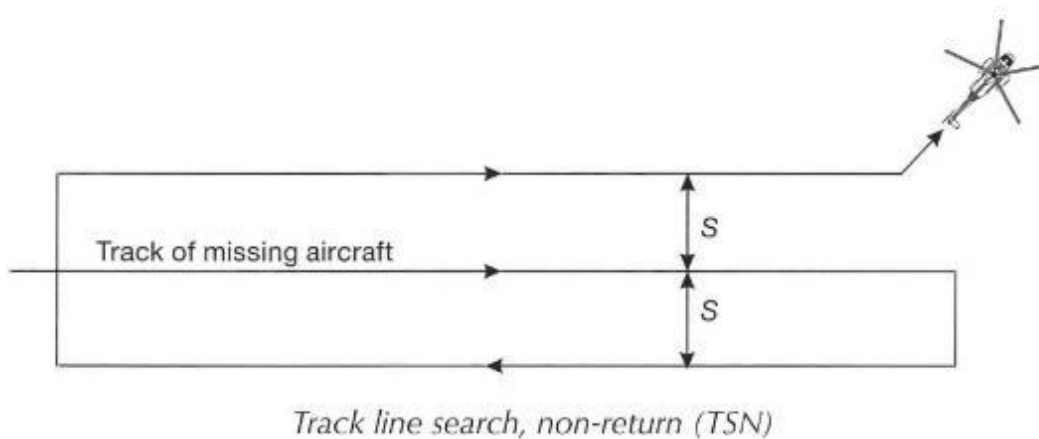 S
Track of missing aircraft
S
Track line search, non-return (TSN)